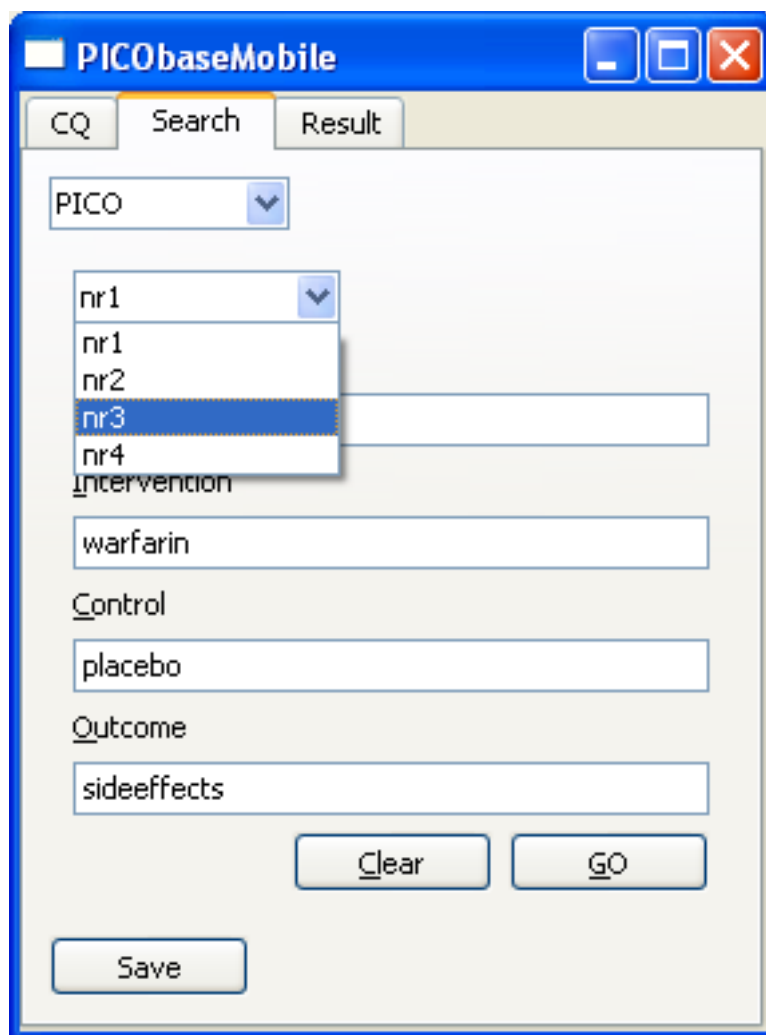 PICObaseMobile
CQ Search Result
PICO
nr1
nr1
nr2
nr3
nr4
Intervention
warfarin
Control
placebo
Outcome
sideeffects
Clear GO
Save